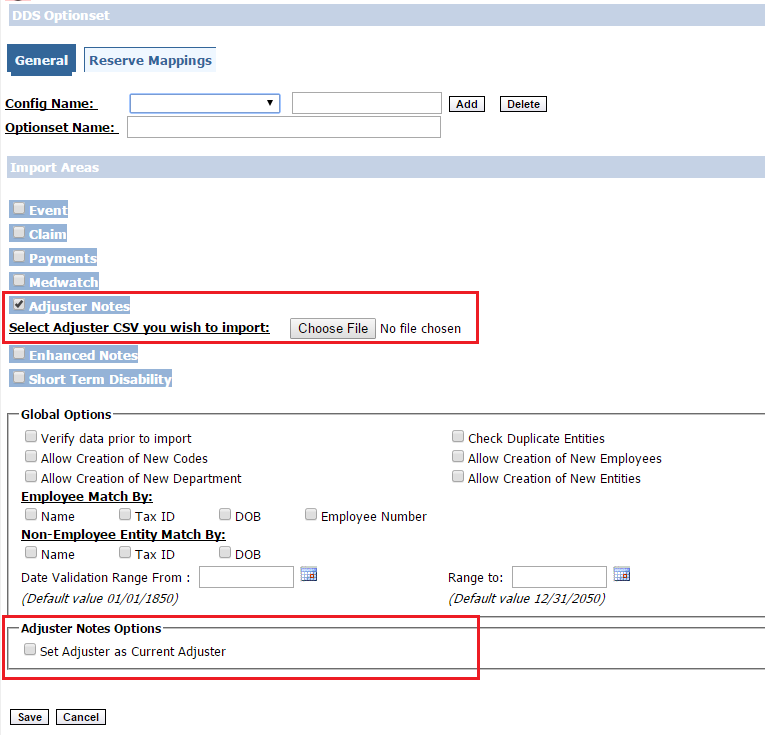 DDS Optionset
General Reserve Mappings
Config Name: Add Delete
Optionset Name:
Import Areas
Event
Claim
Payments
Medwatch
Adjuster Notes
Select Adjuster CSV you wish to import: Choose File No file chosen
Enhanced Notes
Short Term Disability
Global Options
Verify data prior to import Check Duplicate Entities
Allow Creation of New Codes Allow Creation of New Employees
Allow Creation of New Department Allow Creation of New Entities
Employee Match By:
Name Tax ID DOB Employee Number
Non-Employee Entity Match By:
Name Tax ID DOB
Date Validation Range From : Range to:
(Default value 01/01/1850) (Default value 12/31/2050)
Adjuster Notes Options
Set Adjuster as Current Adjuster
Save Cancel